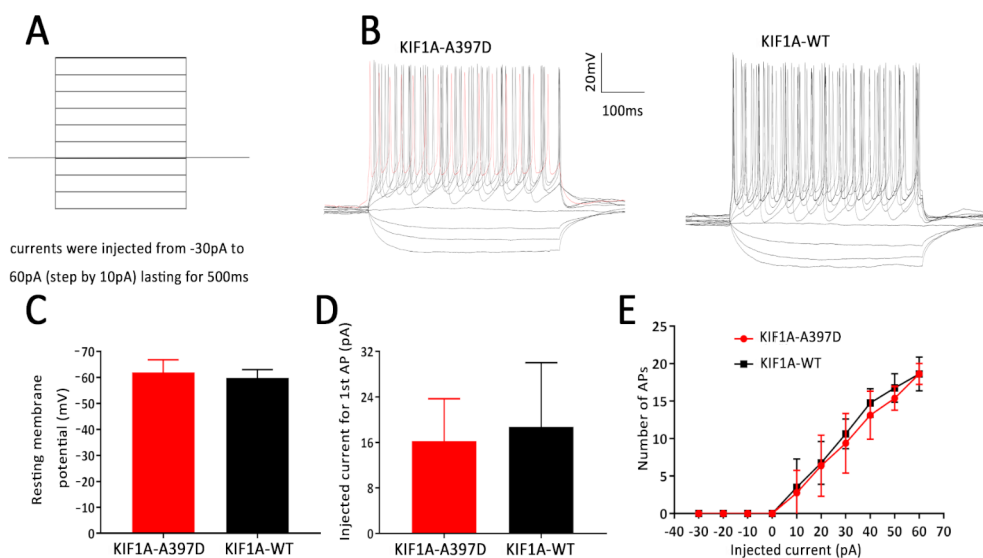 A
currents were injected from -30pA to
60pA (step by 10pA) lasting for 500ms
B
KIF1A-A397D
20mV
100ms
KIF1A-WT
C
Resting membrane
potential (mV)
-70
-60
-50
-40
-30
-20
-10
0
KIF1A-A397D
KIF1A-WT
D
Injected current for 1st AP (pA)
32
24
16
8
0
KIF1A-A397D
KIF1A-WT
E
KIF1A-A397D
KIF1A-WT
Number of APs
25
20
15
10
5
0
-40 -30 -20 -10 0 10 20 30 40 50 60 70
Injected current (pA)